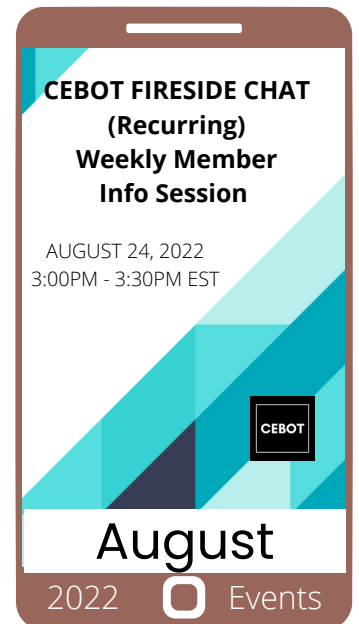 CEBOT FIRESIDE CHAT
(Recurring)
Weekly Member
Info Session
AUGUST 24, 2022
3:00PM - 3:30PM EST
CEBOT
August
2022 Events